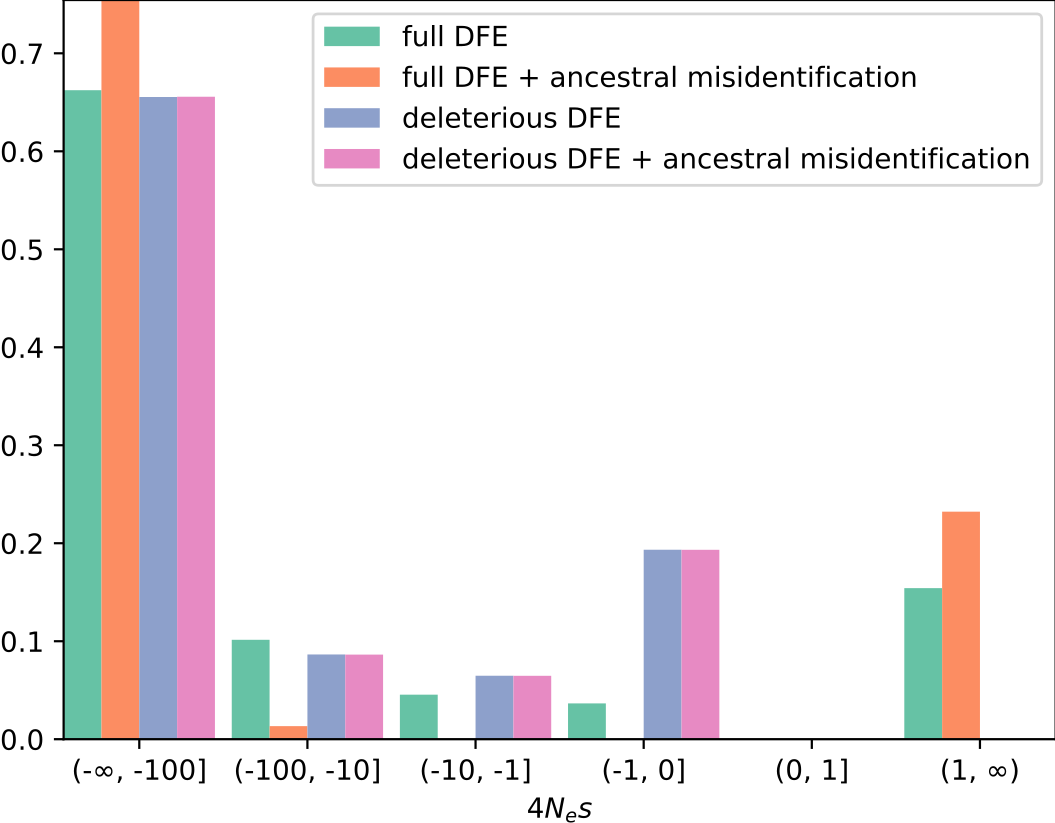 full DFE
full DFE + ancestral misidentification
deleterious DFE
deleterious DFE + ancestral misidentification
0.7
0.6
0.5
0.4
0.3
0.2
0.1
0.0
(-∞, -100] (-100, -10] (-10, -1] (-1, 0] (0, 1] (1, ∞)
4Nₑs